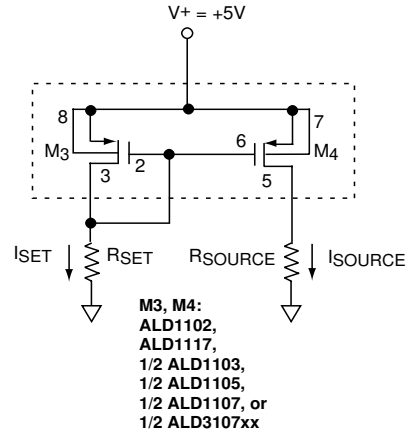 V+ = +5V
8
7
M3
2
6
M4
3
5
ISET
RSET
RSOURCE
ISOURCE
M3, M4:
ALD1102,
ALD1117,
1/2 ALD1103,
1/2 ALD1105,
1/2 ALD1107, or
1/2 ALD3107xx